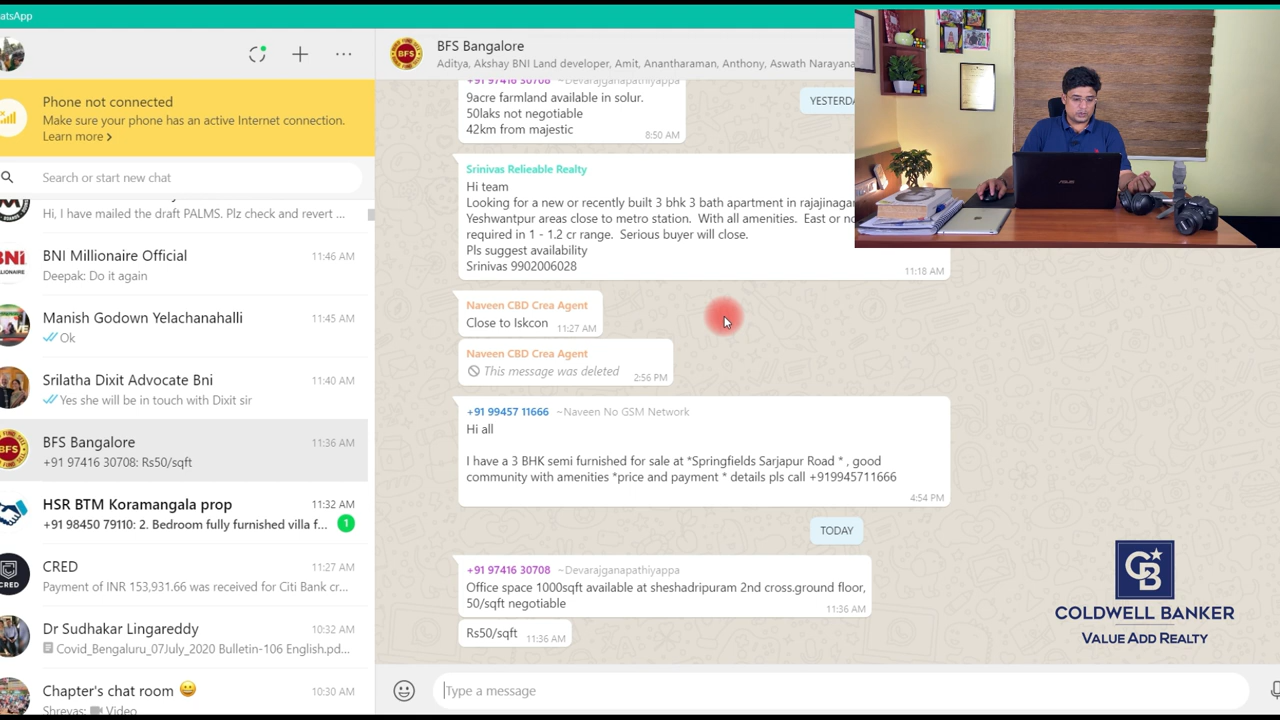 atsApp
Phone not connected
Make sure your phone has an active Internet connection.
Learn more >
Search or start new chat
Hi, I have mailed the draft PALMS. Plz check and revert ...
BNI Millionaire Official
11:46 AM
Deepak: Do it again
BNI
IONAIRE
Manish Godown Yelachanahalli
11:45 AM
Ok
Srilatha Dixit Advocate Bni
11:40 AM
Yes she will be in touch with Dixit sir
BFS
BFS Bangalore
11:36 AM
+91 97416 30708: Rs50/sqft
HSR BTM Koramangala prop
11:32 AM
+91 98450 79110: 2. Bedroom fully furnished villa f...
1
CRED
CRED
11:27 AM
Payment of INR 153,931.66 was received for Citi Bank cr...
Dr Sudhakar Lingareddy
10:32 AM
Covid_Bengaluru_07July_2020 Bulletin-106 English.pd...
Chapter's chat room 😀
10:30 AM
Shreyas: Video
BFS
BFS Bangalore
Aditya, Akshay BNI Land developer, Amit, Anantharaman, Anthony, Aswath Narayana
+91 97416 30708 ~Devarajganapathiyappa
9acre farmland available in solur.
50laks not negotiable
42km from majestic
8:50 AM
YESTERDA
Srinivas Relieable Realty
Hi team
Looking for a new or recently built 3 bhk 3 bath apartment in rajajinagar
Yeshwantpur areas close to metro station. With all amenities. East or no
required in 1 - 1.2 cr range. Serious buyer will close.
Pls suggest availability
Srinivas 9902006028
11:18 AM
Naveen CBD Crea Agent
Close to Iskcon
11:27 AM
Naveen CBD Crea Agent
This message was deleted
2:56 PM
+91 99457 11666 ~Naveen No GSM Network
Hi all
I have a 3 BHK semi furnished for sale at *Springfields Sarjapur Road * , good
community with amenities *price and payment * details pls call +919945711666
4:54 PM
TODAY
+91 97416 30708 ~Devarajganapathiyappa
Office space 1000sqft available at sheshadripuram 2nd cross.ground floor,
50/sqft negotiable
11:36 AM
Rs50/sqft
11:36 AM
Type a message
ASUS
CB
COLDWELL BANKER
VALUE ADD REALTY